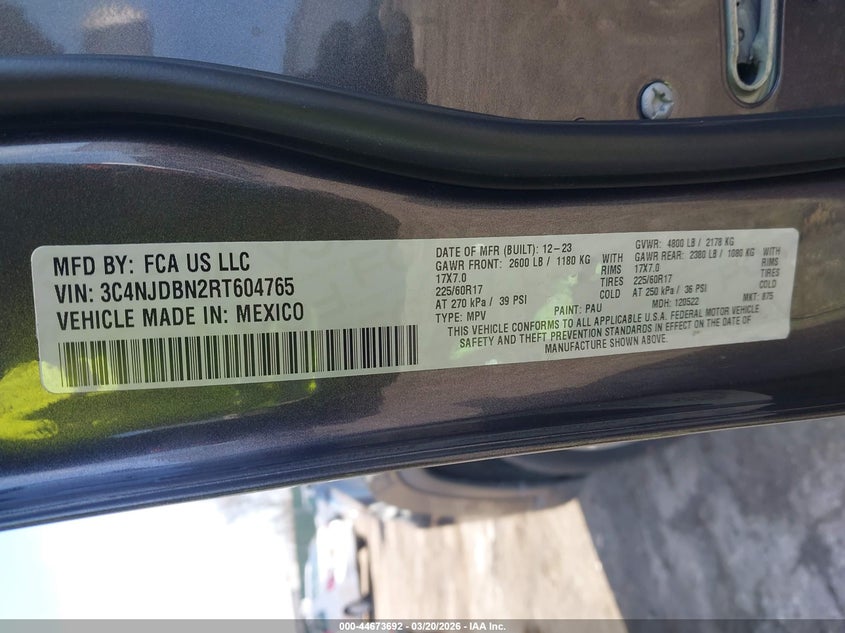 MFD BY: FCA US LLC
VIN: 3C4NJDBN2RT604765
VEHICLE MADE IN: MEXICO
DATE OF MFR (BUILT): 12-23
GAWR FRONT: 2600 LB / 1180 KG WITH
17X7.0 RIMS
225/60R17 TIRES
AT 270 kPa / 39 PSI COLD
TYPE: MPV PAINT: PAU
GVWR: 4800 LB / 2178 KG
GAWR REAR: 2380 LB / 1080 KG WITH
17X7.0 RIMS
225/60R17 TIRES
AT 250 kPa / 36 PSI COLD
MDH: 120522 MKT: 875
THIS VEHICLE CONFORMS TO ALL APPLICABLE U.S.A. FEDERAL MOTOR VEHICLE
SAFETY AND THEFT PREVENTION STANDARDS IN EFFECT ON THE DATE OF
MANUFACTURE SHOWN ABOVE.
000-44673692 | 03/20/2026 | IAA Inc.